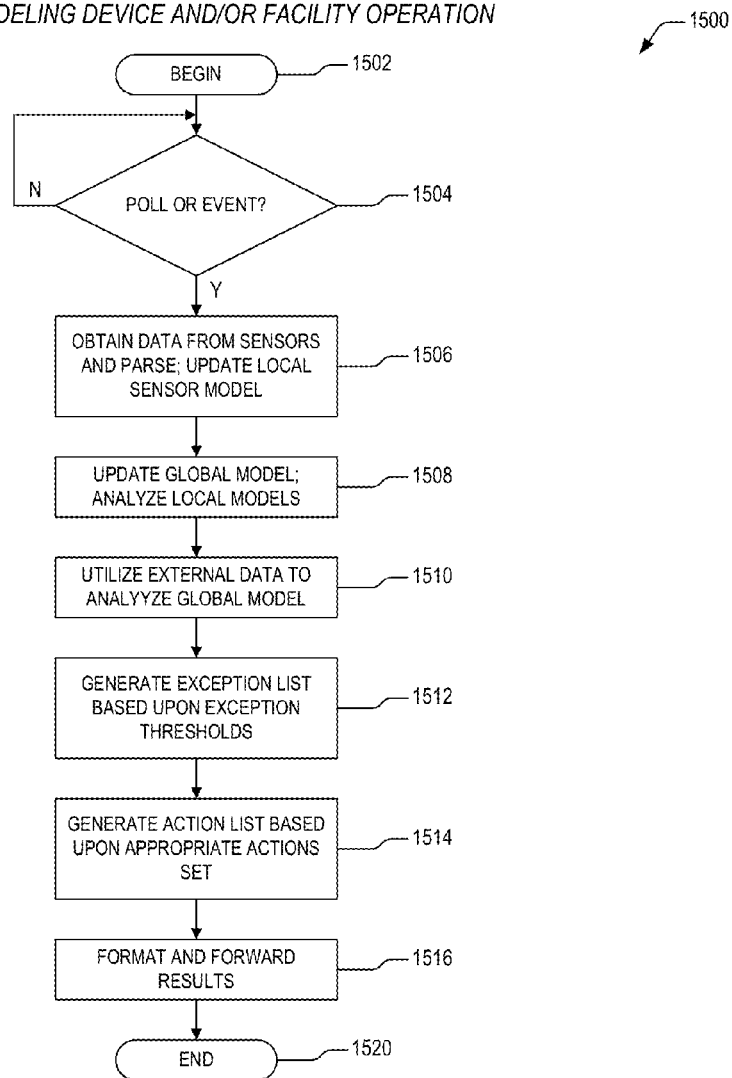 DELING DEVICE AND/OR FACILITY OPERATION
1500
BEGIN
1502
N
POLL OR EVENT?
1504
Y
OBTAIN DATA FROM SENSORS
AND PARSE; UPDATE LOCAL
SENSOR MODEL
1506
UPDATE GLOBAL MODEL;
ANALYZE LOCAL MODELS
1508
UTILIZE EXTERNAL DATA TO
ANALYYZE GLOBAL MODEL
1510
GENERATE EXCEPTION LIST
BASED UPON EXCEPTION
THRESHOLDS
1512
GENERATE ACTION LIST BASED
UPON APPROPRIATE ACTIONS
SET
1514
FORMAT AND FORWARD
RESULTS
1516
END
1520